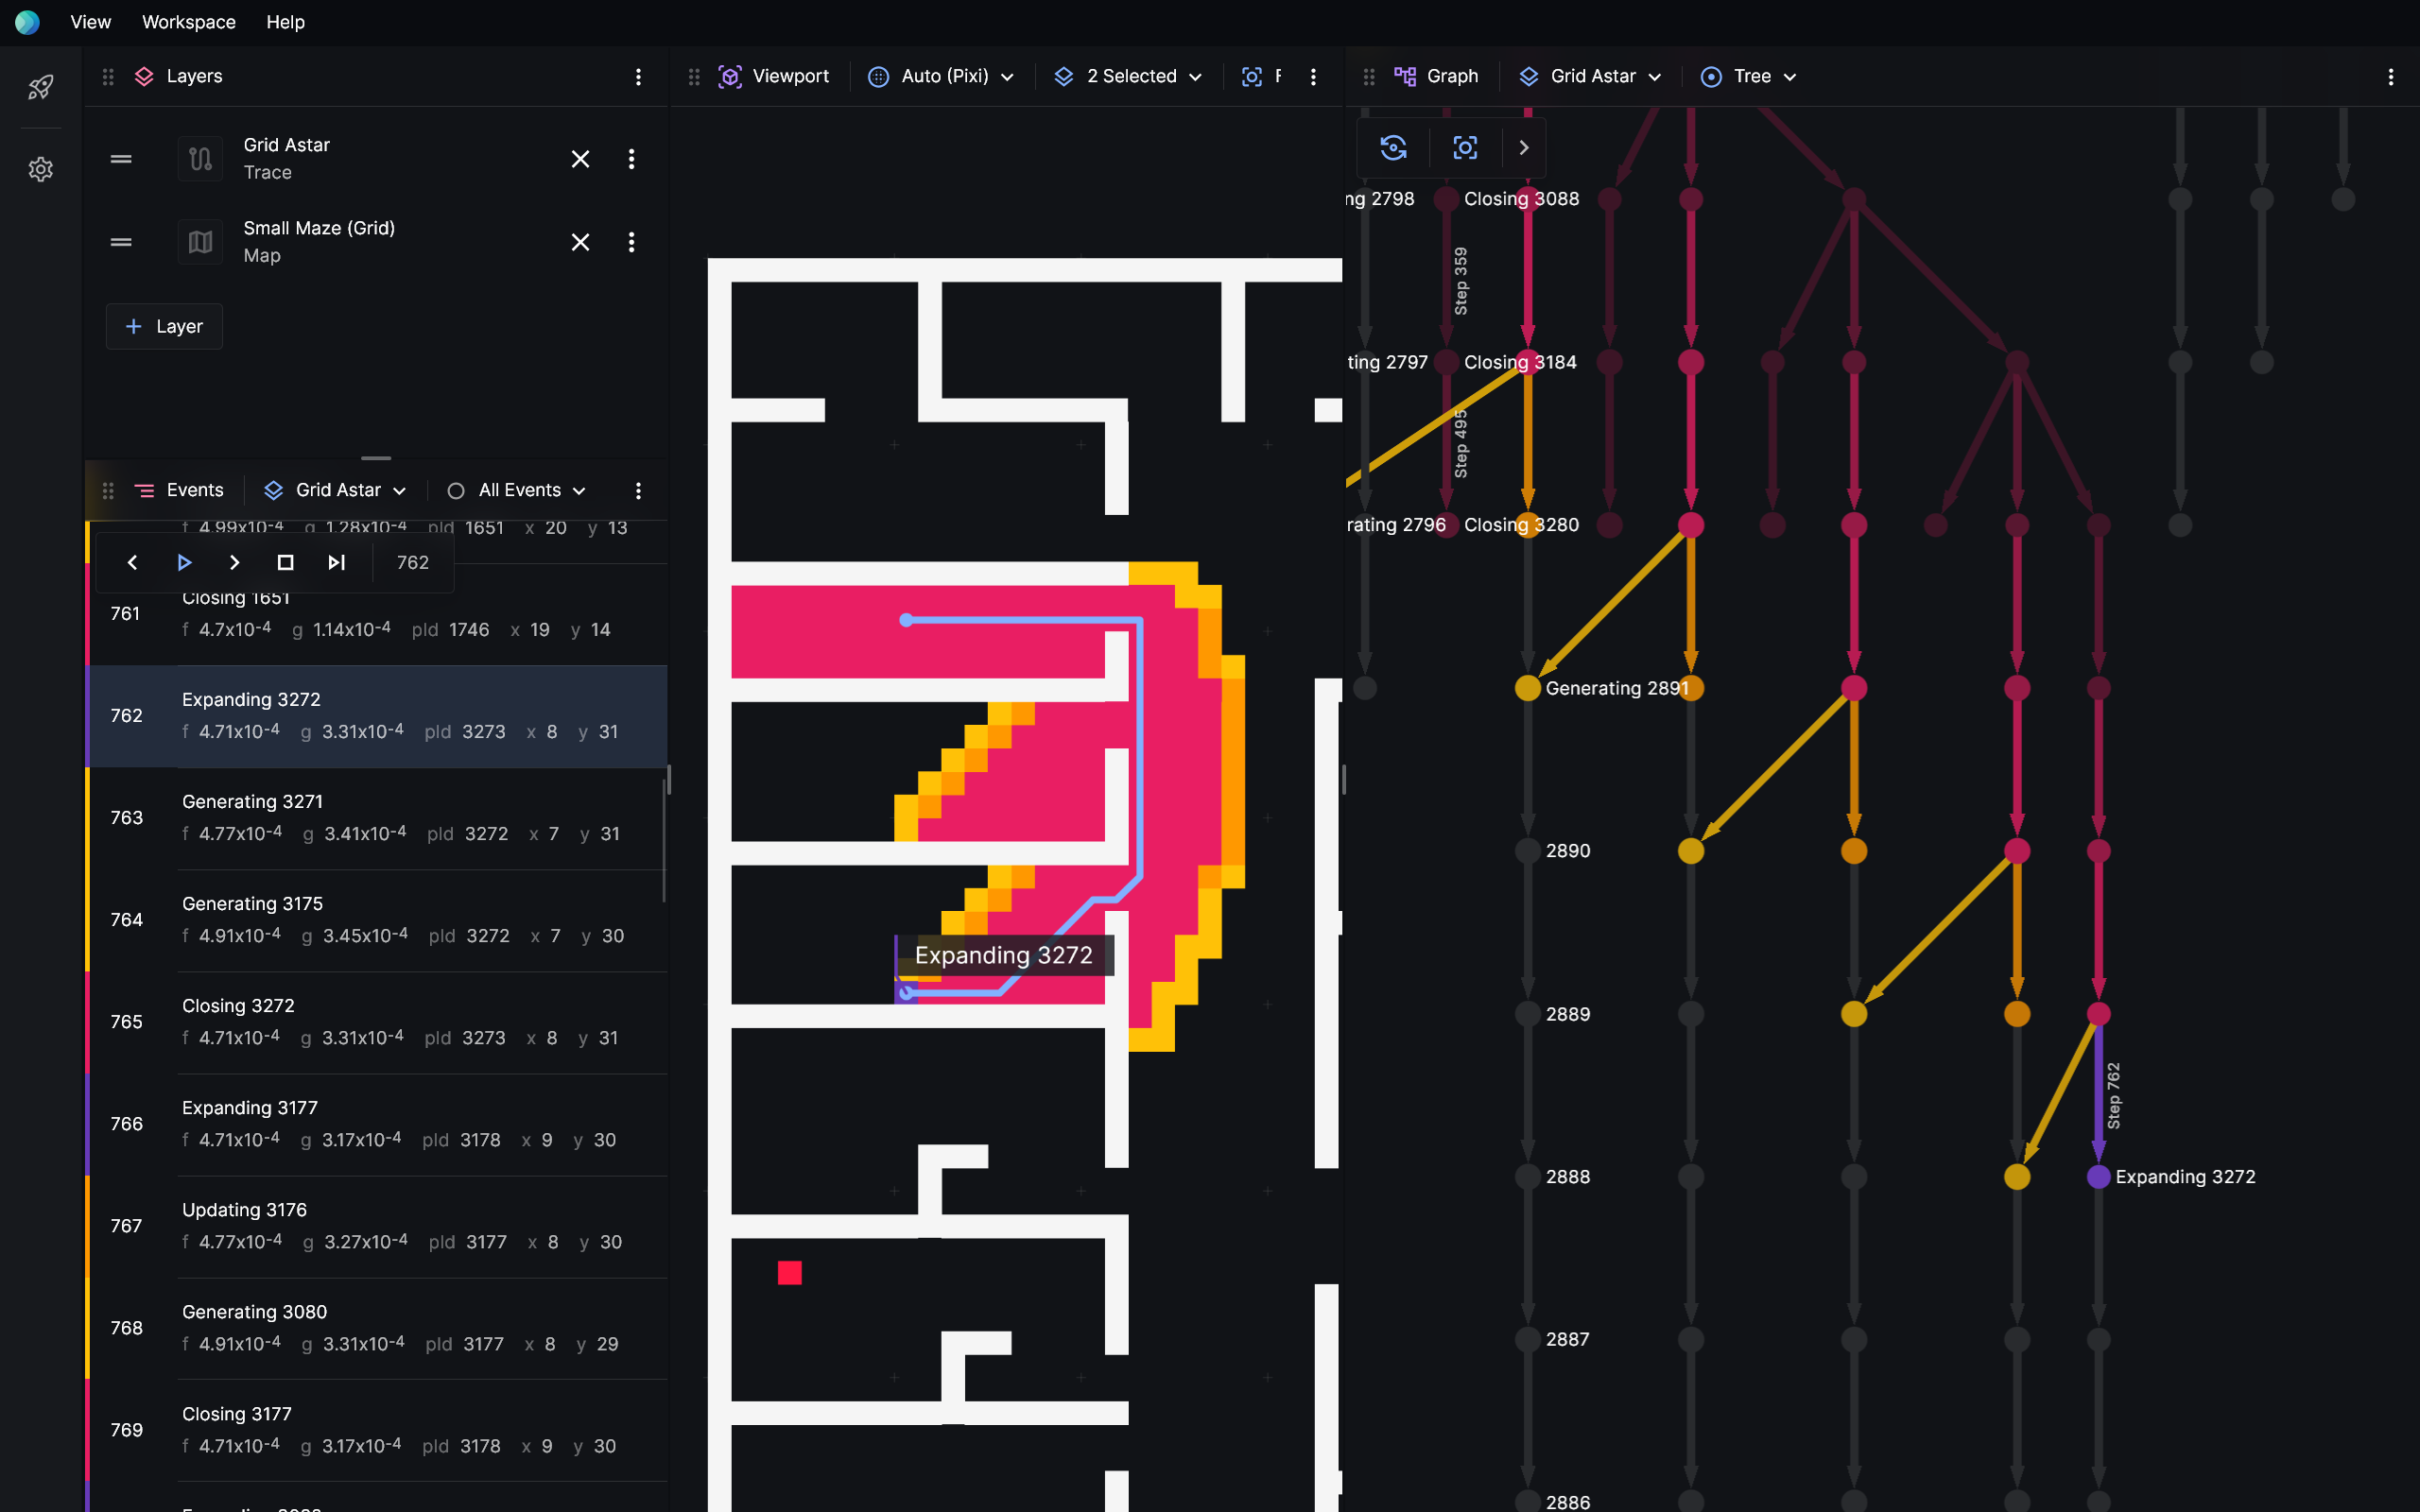 View Workspace Help
Layers
Grid Astar
Trace
Small Maze (Grid)
Map
Layer
Events Grid Astar All Events
f 4.99x10-4 g 1.28x10-4 pId 1651 x 20 y 13
762
761
Closing 1651
f 4.7x10-4 g 1.14x10-4 pId 1746 x 19 y 14
762
Expanding 3272
f 4.71x10-4 g 3.31x10-4 pId 3273 x 8 y 31
763
Generating 3271
f 4.77x10-4 g 3.41x10-4 pId 3272 x 7 y 31
764
Generating 3175
f 4.91x10-4 g 3.45x10-4 pId 3272 x 7 y 30
765
Closing 3272
f 4.71x10-4 g 3.31x10-4 pId 3273 x 8 y 31
766
Expanding 3177
f 4.71x10-4 g 3.17x10-4 pId 3178 x 9 y 30
767
Updating 3176
f 4.77x10-4 g 3.27x10-4 pId 3177 x 8 y 30
768
Generating 3080
f 4.91x10-4 g 3.31x10-4 pId 3177 x 8 y 29
769
Closing 3177
f 4.71x10-4 g 3.17x10-4 pId 3178 x 9 y 30
Viewport Auto (Pixi) 2 Selected F
Expanding 3272
Graph Grid Astar Tree
ng 2798 Closing 3088
Step 359
ting 2797 Closing 3184
Step 495
rating 2796 Closing 3280
Generating 2891
2890
2889
Step 762
2888
Expanding 3272
2887
2886